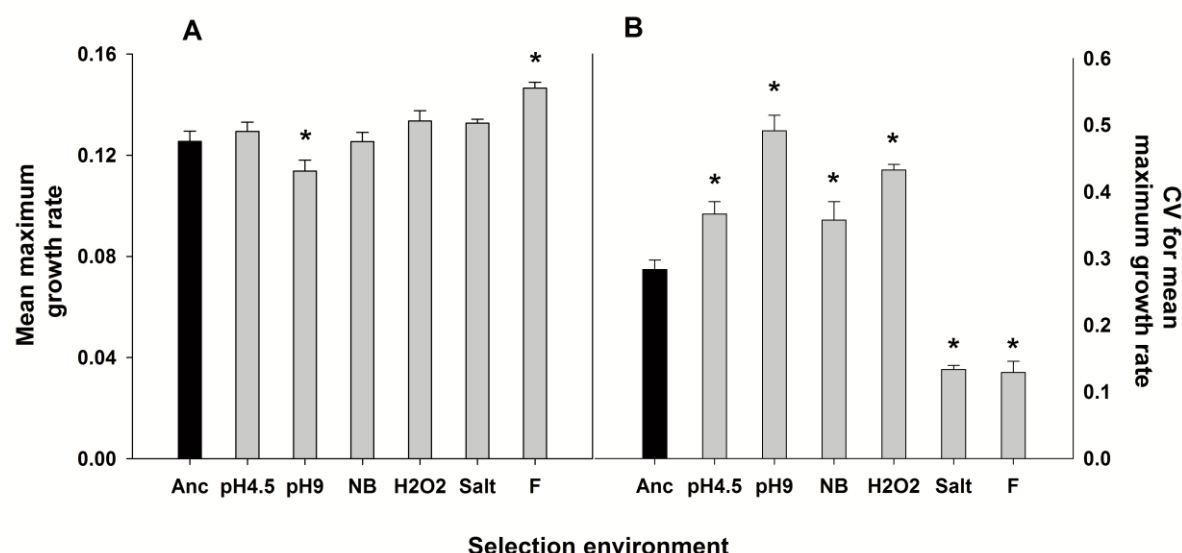 A
B
0.16
0.12
0.08
0.04
0.00
Mean maximum
growth rate
*
*
Anc pH4.5 pH9 NB H2O2 Salt F
0.6
0.5
0.4
0.3
0.2
0.1
0.0
CV for mean
maximum growth rate
*
*
*
*
*
*
Anc pH4.5 pH9 NB H2O2 Salt F
Selection environment